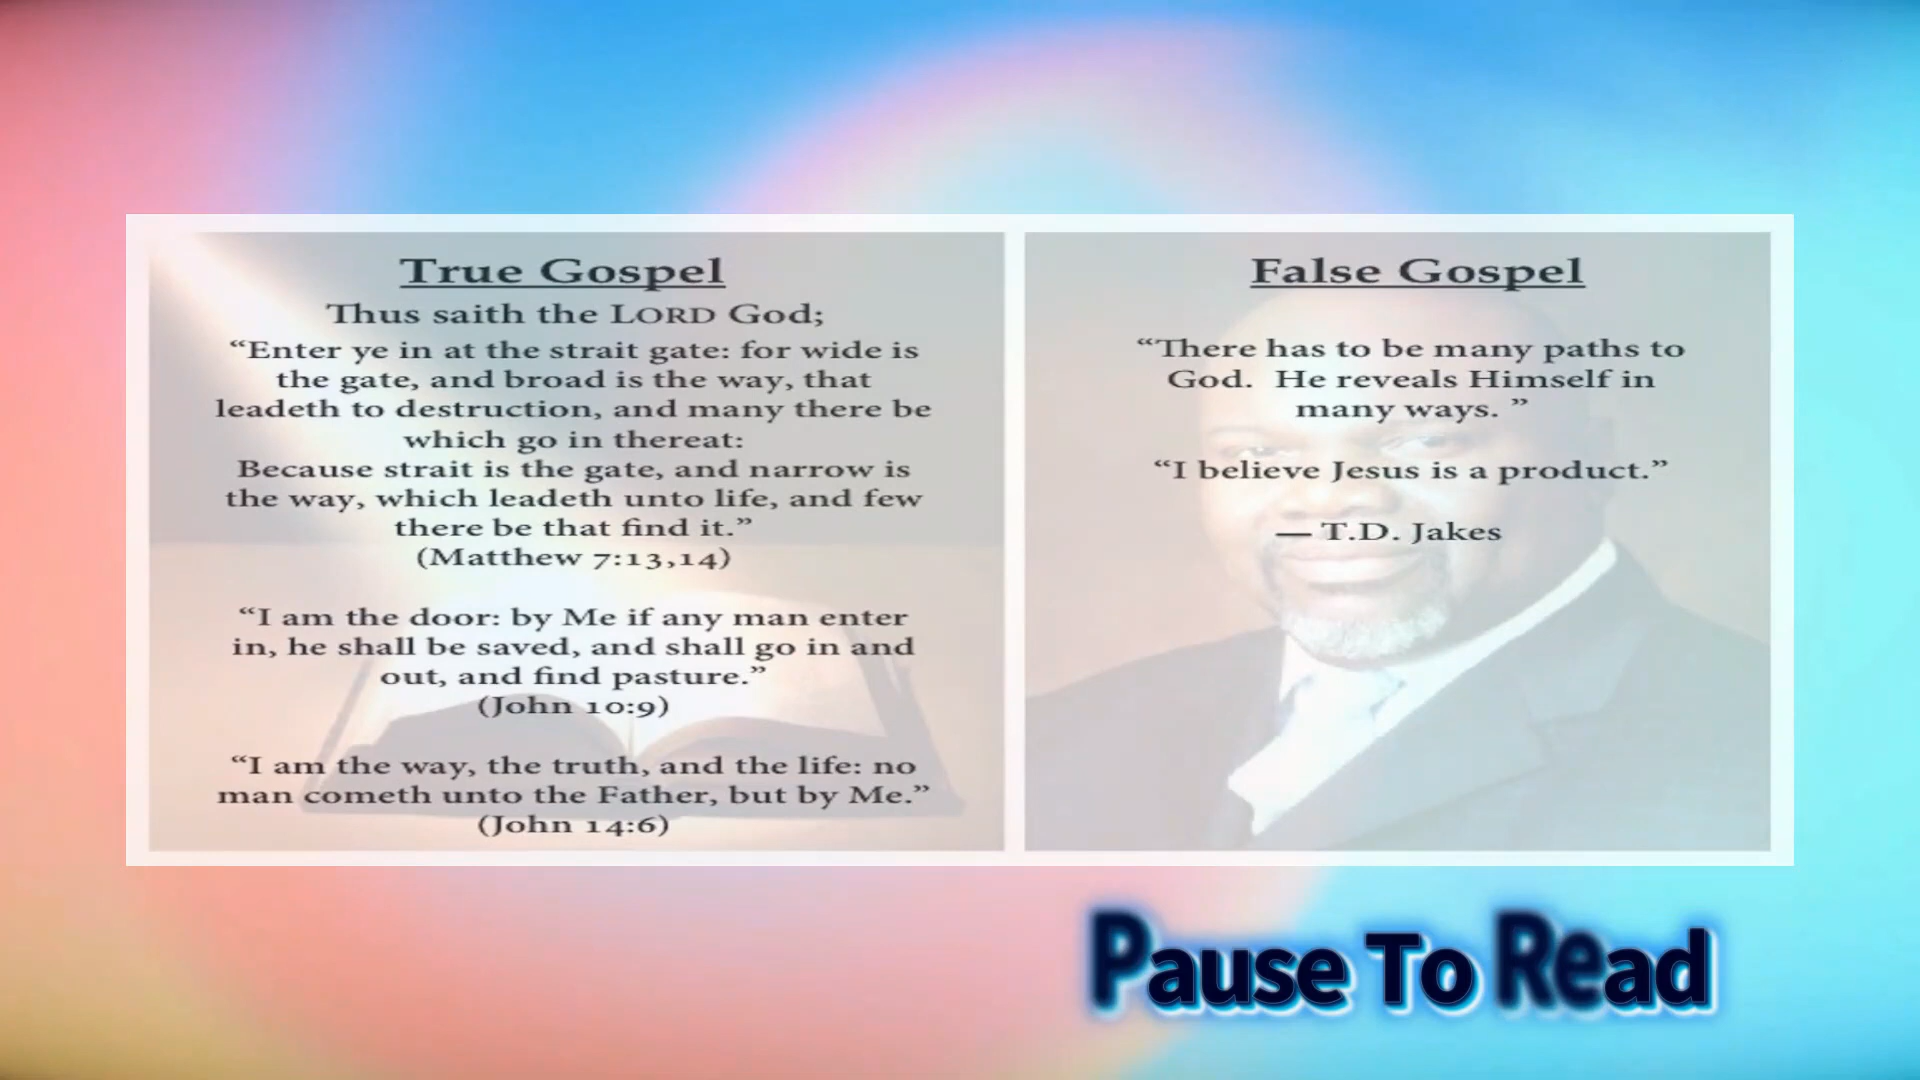 True Gospel
Thus saith the LORD God;
“Enter ye in at the strait gate: for wide is
the gate, and broad is the way, that
leadeth to destruction, and many there be
which go in thereat:
Because strait is the gate, and narrow is
the way, which leadeth unto life, and few
there be that find it.”
(Matthew 7:13,14)
“I am the door: by Me if any man enter
in, he shall be saved, and shall go in and
out, and find pasture.”
(John 10:9)
“I am the way, the truth, and the life: no
man cometh unto the Father, but by Me.”
(John 14:6)
False Gospel
“There has to be many paths to
God. He reveals Himself in
many ways. ”
“I believe Jesus is a product.”
— T.D. Jakes
Pause To Read